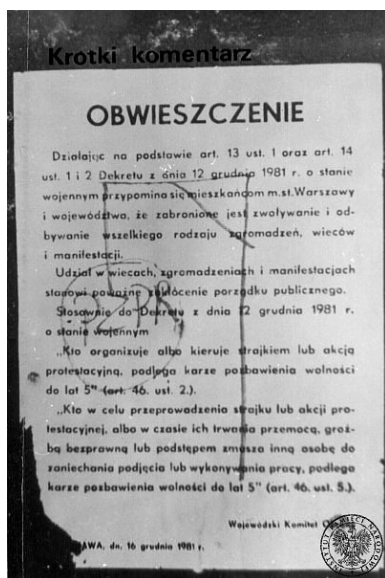 Krótki komentarz
OBWIESZCZENIE
Działając na podstawie art. 13 ust. 1 oraz art. 14
ust. 1 i 2 Dekretu z dnia 12 grudnia 1981 r. o stanie
wojennym przypomina się mieszkańcom m.st. Warszawy
i województwa, że zabronione jest zwoływanie i od-
bywanie wszelkiego rodzaju zgromadzeń, wieców
i manifestacji.
Udział w wiecach, zgromadzeniach i manifestacjach
stanowi poważne zakłócenie porządku publicznego.
Stosownie do Dekretu z dnia 12 grudnia 1981 r.
o stanie wojennym
„Kto organizuje albo kieruje strajkiem lub akcją
protestacyjną, podlega karze pozbawienia wolności
do lat 5" (art. 46. ust. 2.).
„Kto w celu przeprowadzenia strajku lub akcji pro-
testacyjnej, albo w czasie ich trwania przemocą, groź-
bą bezprawną lub podstępem zmusza inną osobę do
zaniechania podjęcia lub wykonywania pracy, podlega
karze pozbawienia wolności do lat 5" (art. 46. ust. 5.).
Wojewódzki Komitet
AWA, dn. 16 grudnia 1981 r.
INSTYTUT PAMIĘCI NARODOWEJ